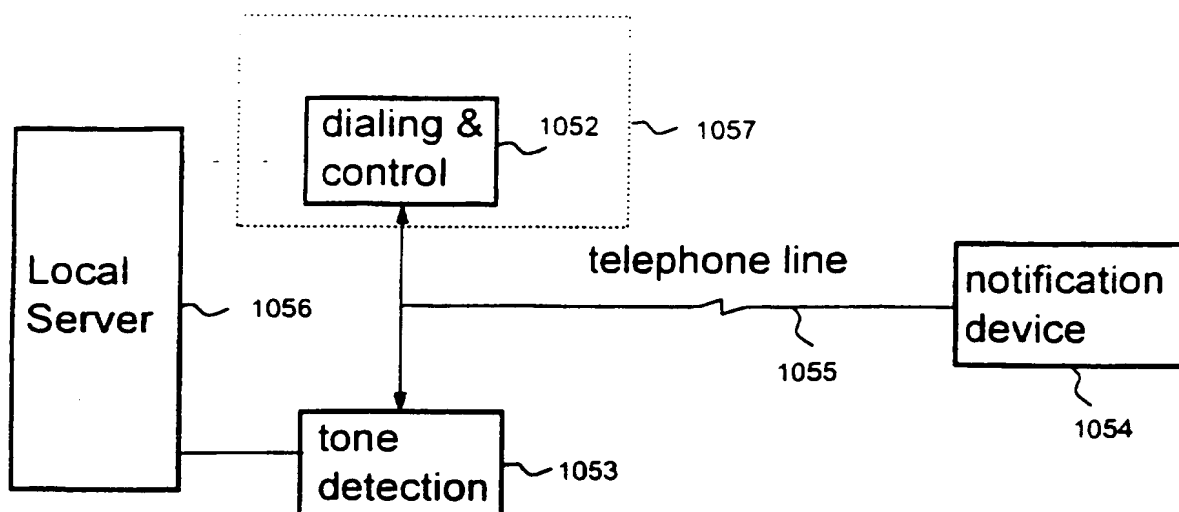 dialing &
control
1052
1057
Local
Server
1056
telephone line
1055
notification
device
1054
tone
detection
1053